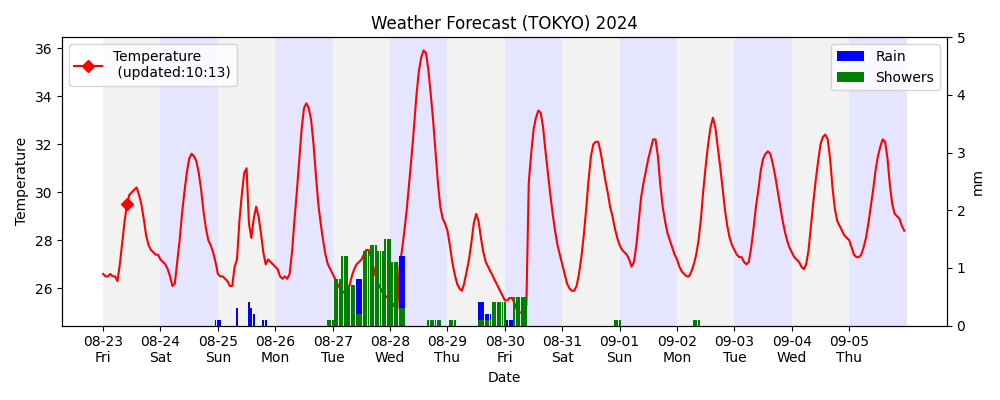 Weather Forecast (TOKYO) 2024
Temperature
(updated:10:13)
Rain
Showers
Temperature
36
34
32
30
28
26
5
4
3
2
1
0
mm
08-23 08-24 08-25 08-26 08-27 08-28 08-29 08-30 08-31 09-01 09-02 09-03 09-04 09-05
Fri Sat Sun Mon Tue Wed Thu Fri Sat Sun Mon Tue Wed Thu
Date